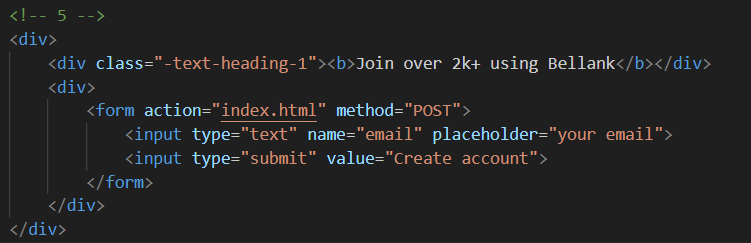 <!-- 5 -->
<div>
<div class="-text-heading-1"><b>Join over 2k+ using Bellank</b></div>
<div>
<form action="index.html" method="POST">
<input type="text" name="email" placeholder="your email">
<input type="submit" value="Create account">
</form>
</div>
</div>